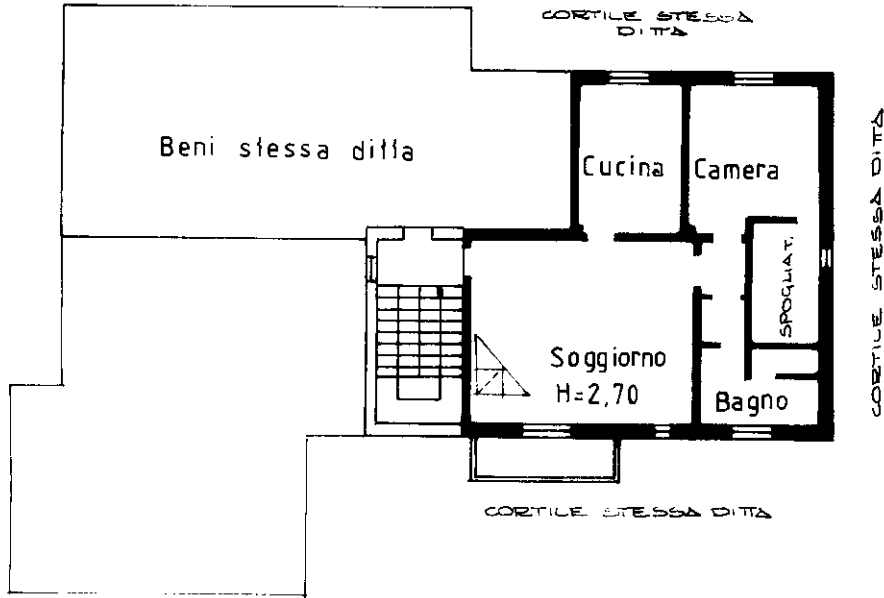 CORTILE STESSA
DITTA
Beni stessa ditta
Cucina
Camera
CORTILE STESSA DITTA
SPOGLIAT.
Soggiorno
H=2,70
Bagno
CORTILE STESSA DITTA